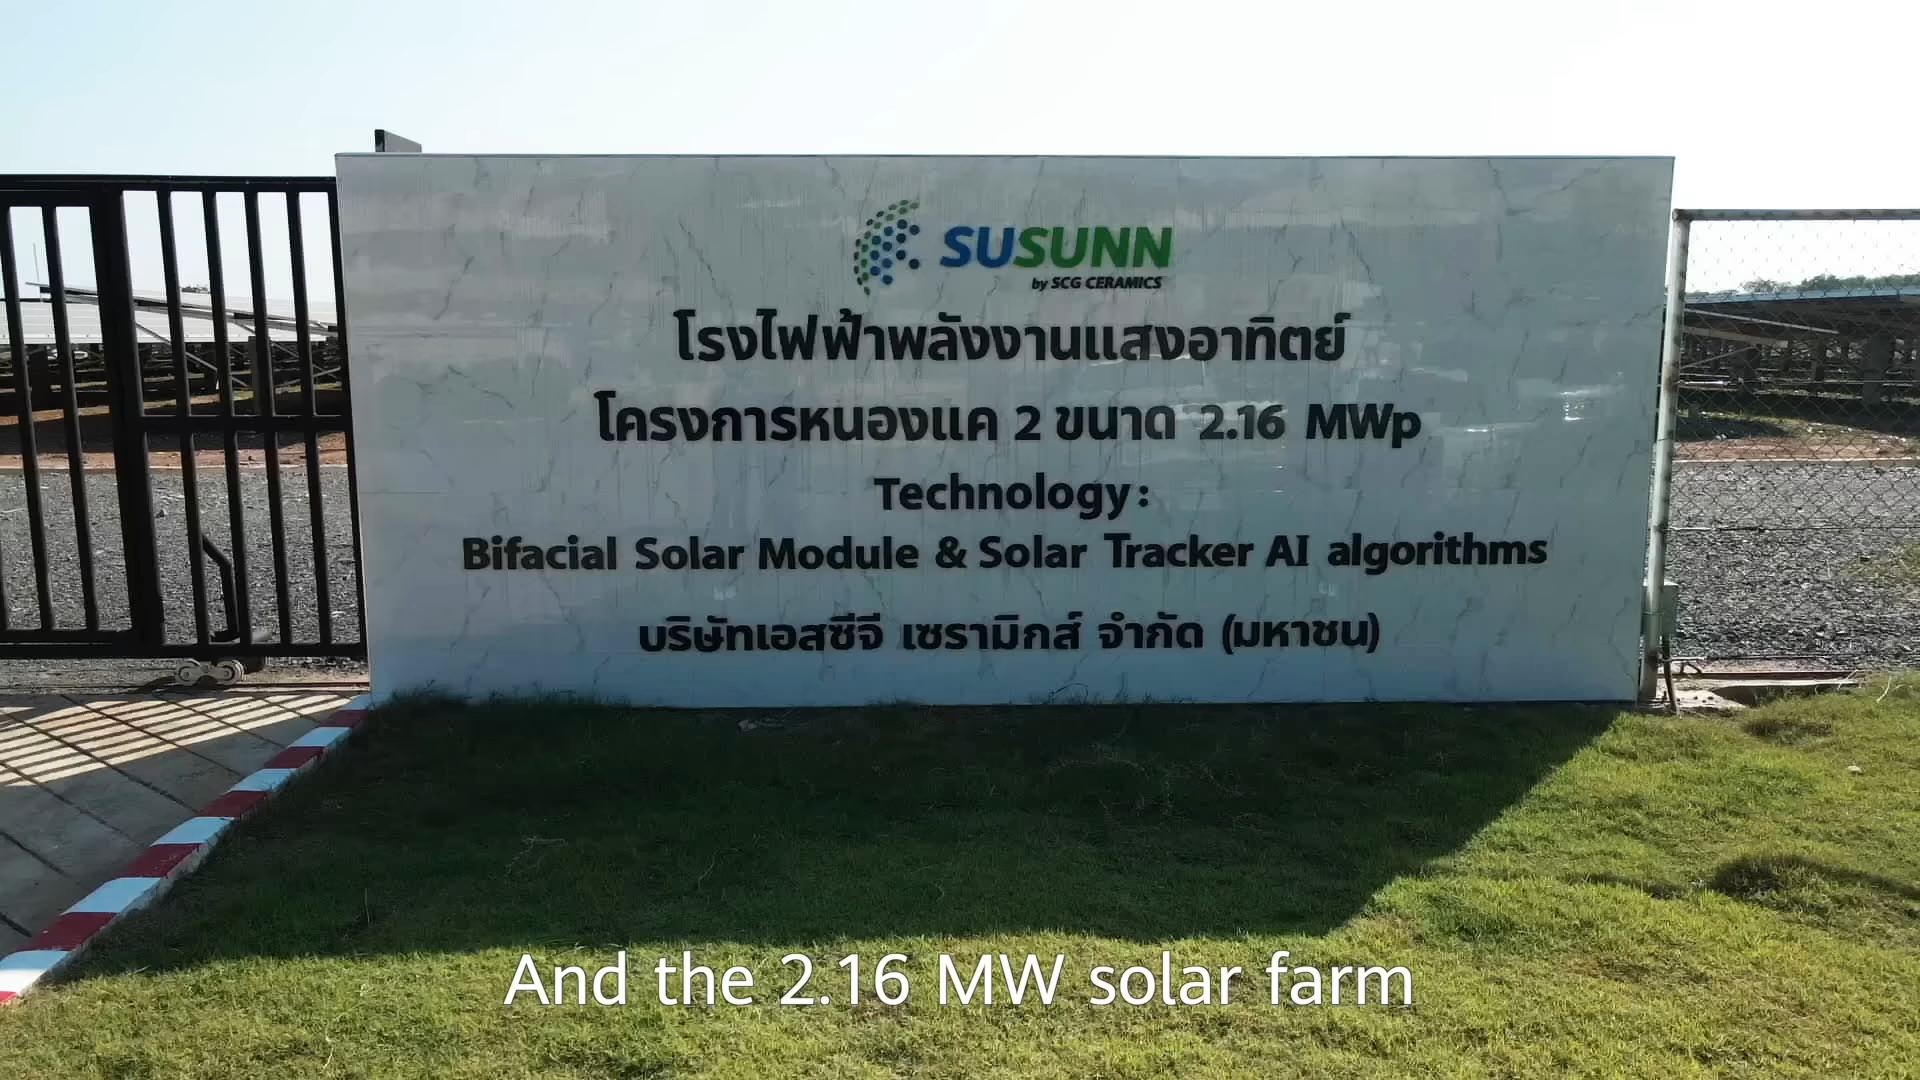 SUSUNN
by SCG CERAMICS
โรงไฟฟ้าพลังงานแสงอาทิตย์
โครงการหนองแค 2 ขนาด 2.16 MWp
Technology:
Bifacial Solar Module & Solar Tracker AI algorithms
บริษัทเอสซีจี เซรามิกส์ จำกัด (มหาชน)
And the 2.16 MW solar farm